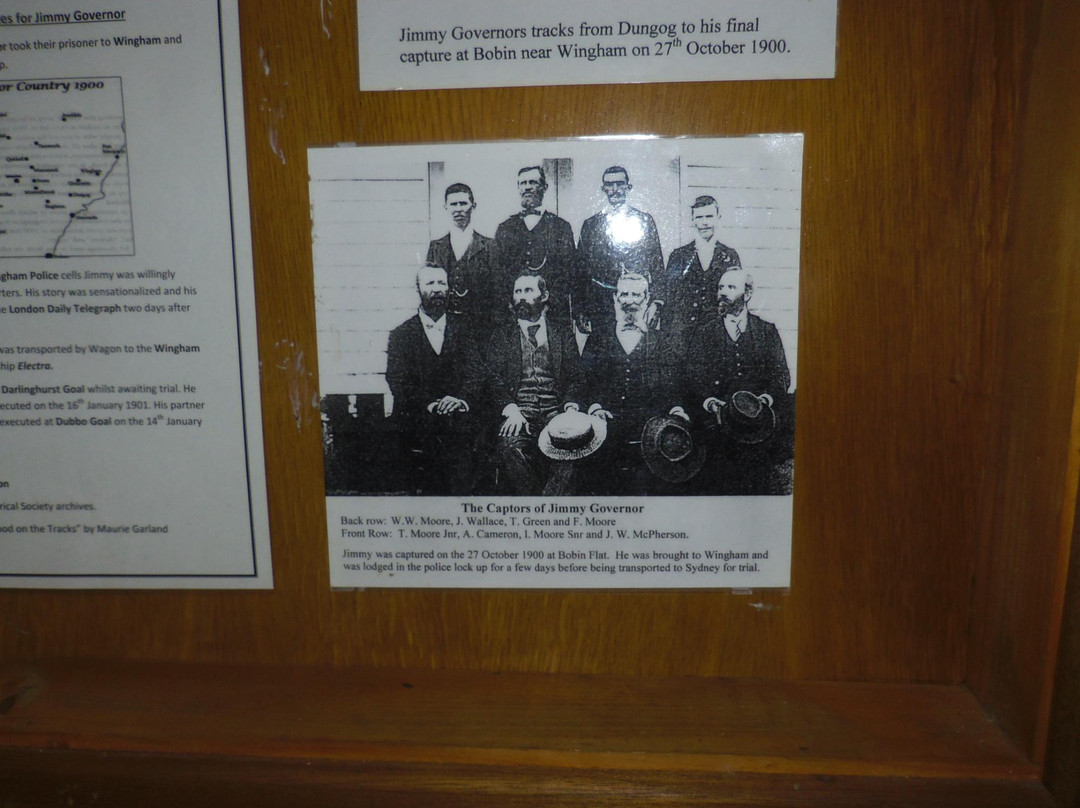 es for Jimmy Governor
or took their prisoner to Wingham and
p.
or Country 1900
gham Police cells Jimmy was willingly
rters. His story was sensationalized and his
e London Daily Telegraph two days after
was transported by Wagon to the Wingham
hip Electra.
Darlinghurst Goal whilst awaiting trial. He
ecuted on the 16th January 1901. His partner
executed at Dubbo Goal on the 14th January
on
rical Society archives.
ood on the Tracks" by Maurie Garland
Jimmy Governors tracks from Dungog to his final
capture at Bobin near Wingham on 27th October 1900.
The Captors of Jimmy Governor
Back row: W.W. Moore, J. Wallace, T. Green and F. Moore
Front Row: T. Moore Jnr, A. Cameron, I. Moore Snr and J. W. McPherson.
Jimmy was captured on the 27 October 1900 at Bobin Flat. He was brought to Wingham and
was lodged in the police lock up for a few days before being transported to Sydney for trial.